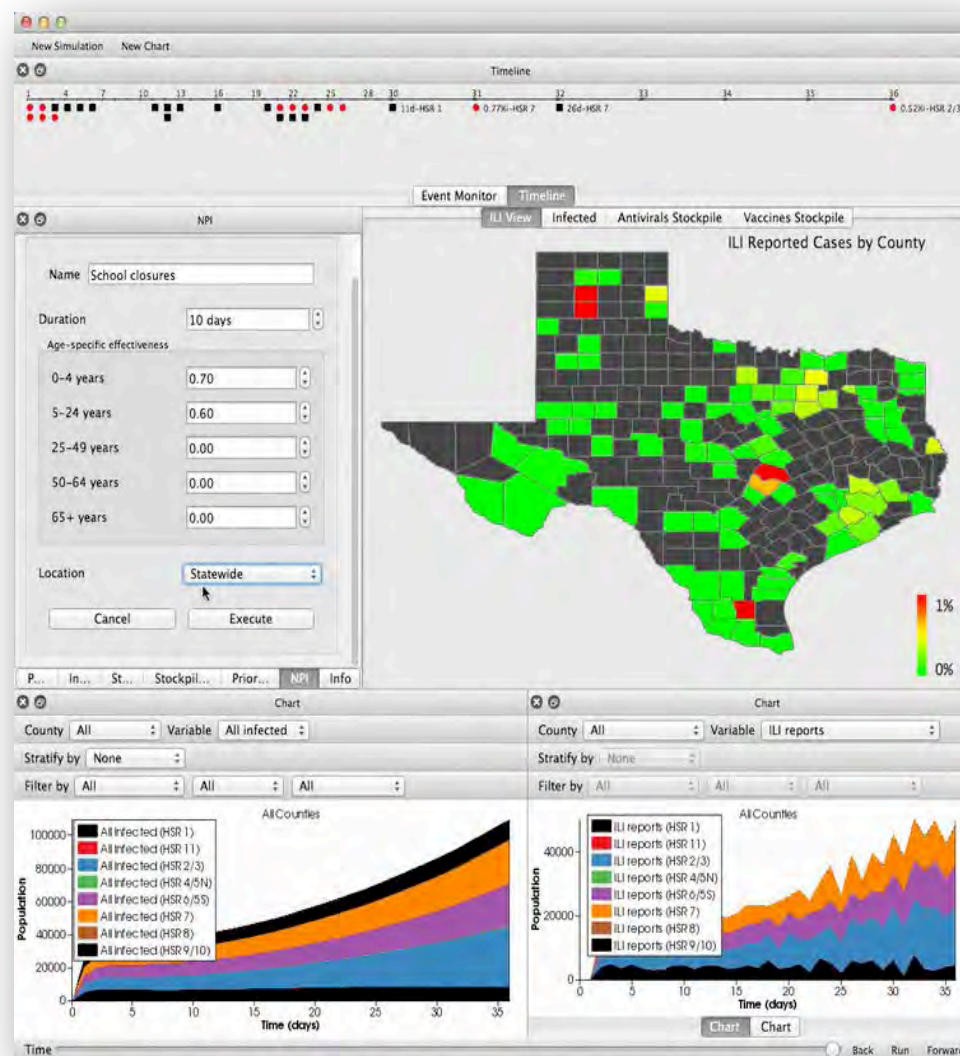 New Simulation New Chart
Timeline
1 4 7 10 13 16 19 22 25 28 30 31 32 33 34 35 36
11d-HSR 1 0.77Ki-HSR 7 26d-HSR 7 0.52Ki-HSR 2/3
Event Monitor Timeline
NPI
ILI View Infected Antivirals Stockpile Vaccines Stockpile
ILI Reported Cases by County
Name School closures
Duration 10 days
Age-specific effectiveness
0-4 years 0.70
5-24 years 0.60
25-49 years 0.00
50-64 years 0.00
65+ years 0.00
Location Statewide
Cancel Execute
1%
0%
P... In... St... Stockpil... Prior... NPI Info
Chart
County All Variable All infected
Stratify by None
Filter by All All All
All Counties
All Infected (HSR 1)
All Infected (HSR 11)
All Infected (HSR 2/3)
All Infected (HSR 4/5N)
All Infected (HSR 6/5S)
All Infected (HSR 7)
All Infected (HSR 8)
All Infected (HSR 9/10)
Population
100000
80000
60000
40000
20000
0
0 5 10 15 20 25 30 35
Time (days)
Chart
County All Variable ILI reports
Stratify by None
Filter by All All All
All Counties
ILI reports (HSR 1)
ILI reports (HSR 11)
ILI reports (HSR 2/3)
ILI reports (HSR 4/5N)
ILI reports (HSR 6/5S)
ILI reports (HSR 7)
ILI reports (HSR 8)
ILI reports (HSR 9/10)
Population
40000
20000
0
0 5 10 15 20 25 30 35
Time (days)
Chart Chart
Time Back Run Forward